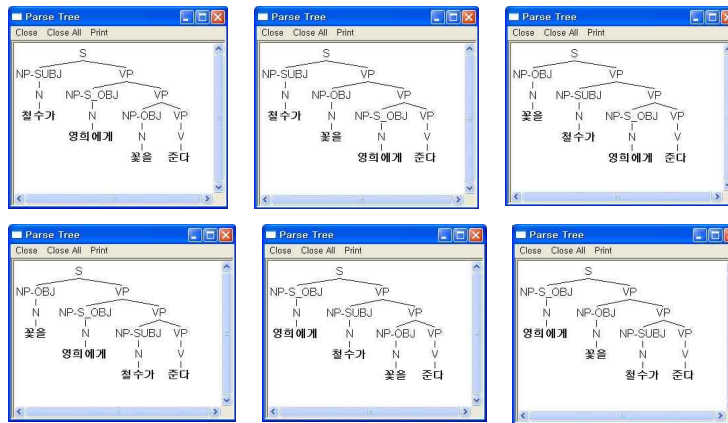 Parse Tree
Close Close All Print
S
NP-SUBJ VP
N NP-S_OBJ VP
철수가 N NP-OBJ VP
영희에게 N V
꽃을 준다
Parse Tree
Close Close All Print
S
NP-SUBJ VP
N NP-OBJ VP
철수가 N NP-S_OBJ VP
꽃을 N V
영희에게 준다
Parse Tree
Close Close All Print
S
NP-OBJ VP
N NP-SUBJ VP
꽃을 N NP-S_OBJ VP
철수가 N V
영희에게 준다
Parse Tree
Close Close All Print
S
NP-OBJ VP
N NP-S_OBJ VP
꽃을 N NP-SUBJ VP
영희에게 N V
철수가 준다
Parse Tree
Close Close All Print
S
NP-S_OBJ VP
N NP-SUBJ VP
영희에게 N NP-OBJ VP
철수가 N V
꽃을 준다
Parse Tree
Close Close All Print
S
NP-S_OBJ VP
N NP-OBJ VP
영희에게 N NP-SUBJ VP
꽃을 N V
철수가 준다